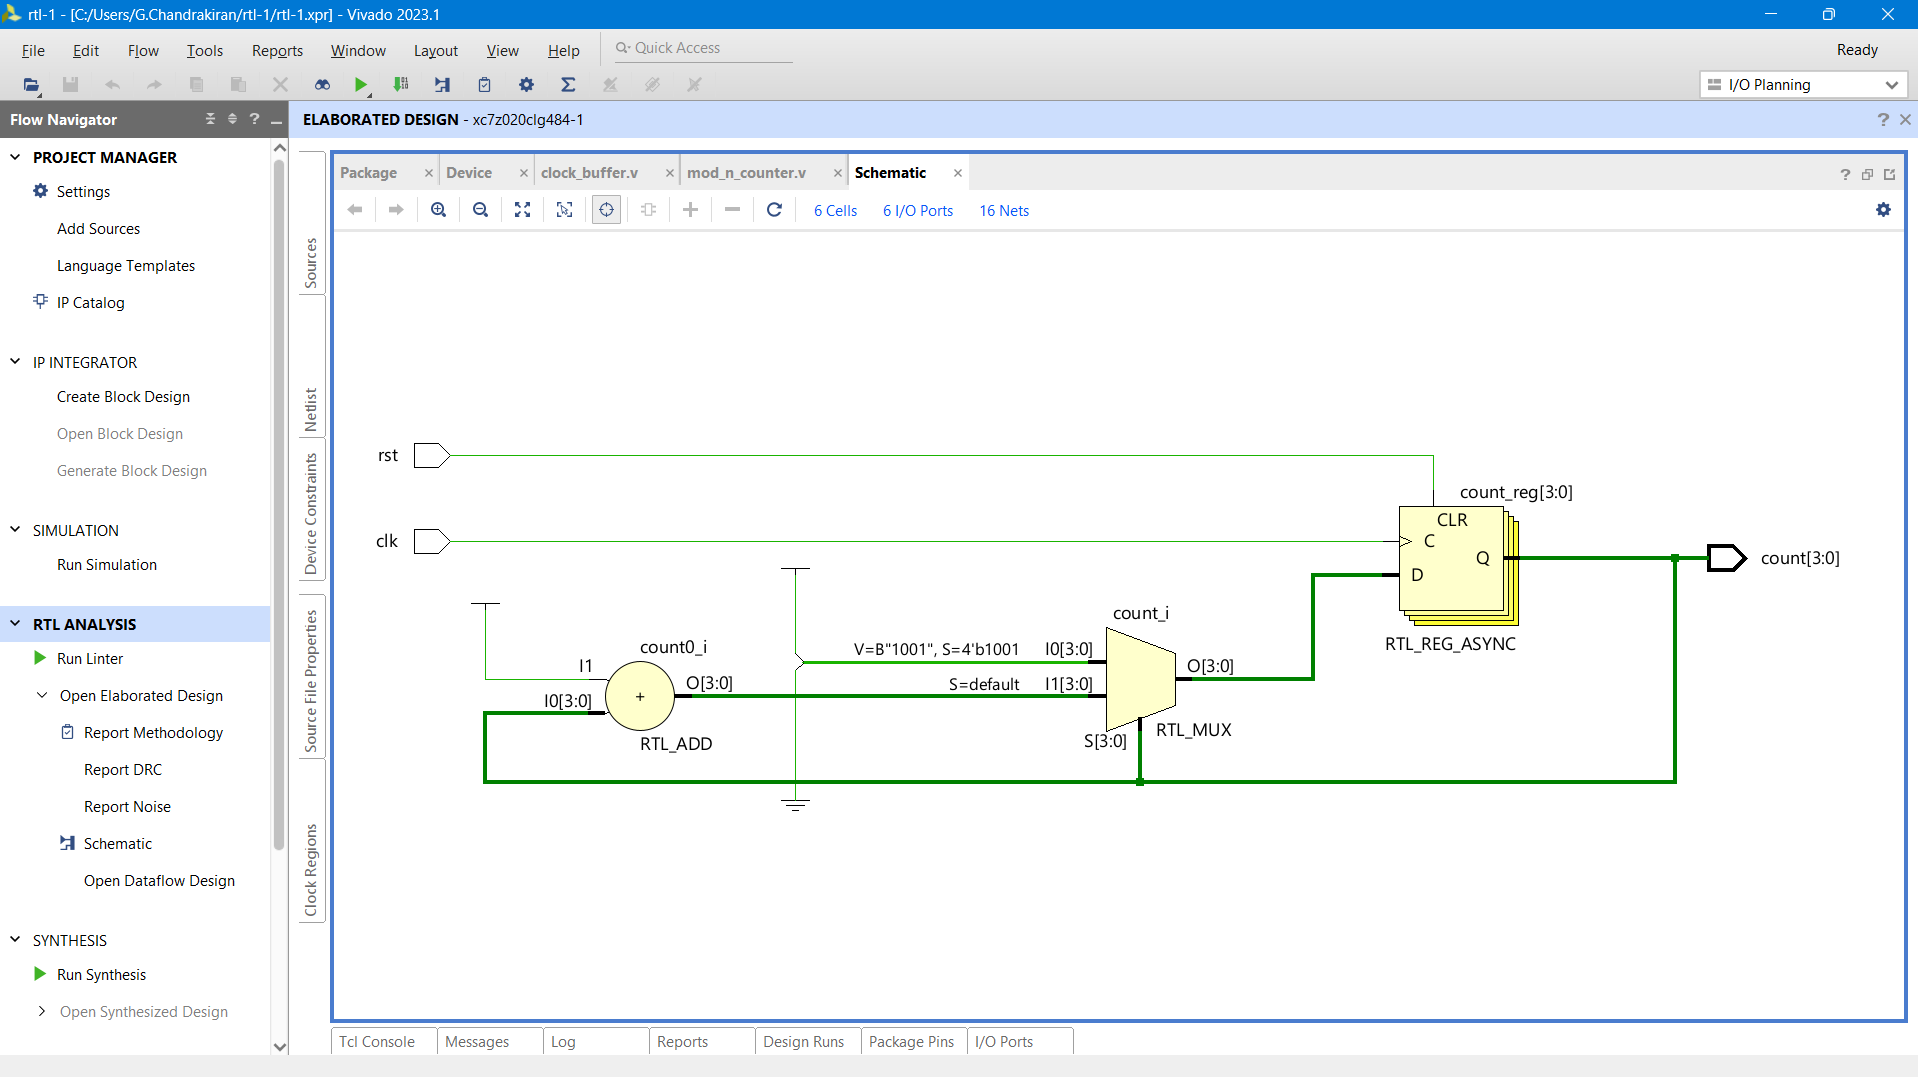 rtl-1 - [C:/Users/G.Chandrakiran/rtl-1/rtl-1.xpr] - Vivado 2023.1
File Edit Flow Tools Reports Window Layout View Help Quick Access
Ready
I/O Planning
Flow Navigator
?
ELABORATED DESIGN - xc7z020clg484-1
?
PROJECT MANAGER
Settings
Add Sources
Language Templates
IP Catalog
IP INTEGRATOR
Create Block Design
Open Block Design
Generate Block Design
SIMULATION
Run Simulation
RTL ANALYSIS
Run Linter
Open Elaborated Design
Report Methodology
Report DRC
Report Noise
Schematic
Open Dataflow Design
SYNTHESIS
Run Synthesis
Open Synthesized Design
Sources
Netlist
Device Constraints
Source File Properties
Clock Regions
Package Device clock_buffer.v mod_n_counter.v Schematic
?
6 Cells 6 I/O Ports 16 Nets
rst
clk
count_reg[3:0]
CLR
C
Q
D
RTL_REG_ASYNC
count[3:0]
count_i
V=B"1001", S=4'b1001 I0[3:0]
S=default I1[3:0]
O[3:0]
S[3:0]
RTL_MUX
count0_i
I1
I0[3:0]
+
O[3:0]
RTL_ADD
Tcl Console Messages Log Reports Design Runs Package Pins I/O Ports